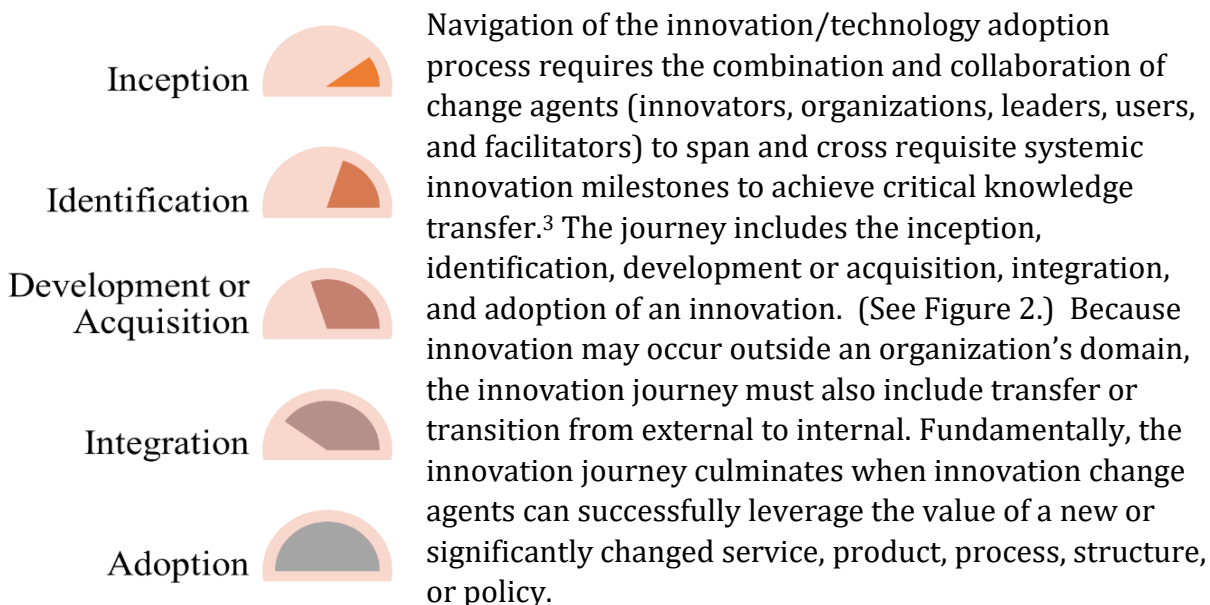 Inception
Identification
Development or
Acquisition
Integration
Adoption
Navigation of the innovation/technology adoption
process requires the combination and collaboration of
change agents (innovators, organizations, leaders, users,
and facilitators) to span and cross requisite systemic
innovation milestones to achieve critical knowledge
transfer.³ The journey includes the inception,
identification, development or acquisition, integration,
and adoption of an innovation.  (See Figure 2.)  Because
innovation may occur outside an organization’s domain,
the innovation journey must also include transfer or
transition from external to internal. Fundamentally, the
innovation journey culminates when innovation change
agents can successfully leverage the value of a new or
significantly changed service, product, process, structure,
or policy.